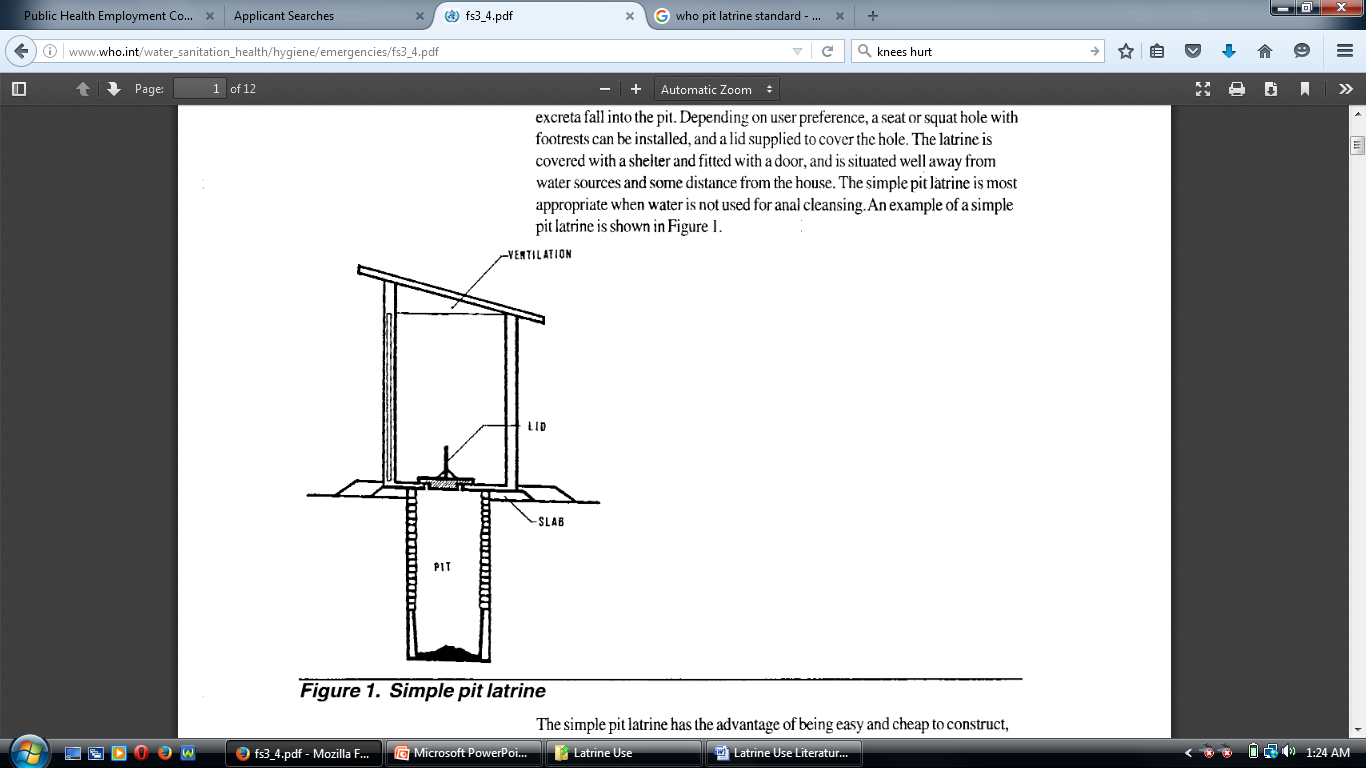 Public Health Employment Co...
Applicant Searches
fs3_4.pdf
who pit latrine standard - ...
www.who.int/water_sanitation_health/hygiene/emergencies/fs3_4.pdf
knees hurt
Page: 1 of 12
Automatic Zoom
excreta fall into the pit. Depending on user preference, a seat or squat hole with
footrests can be installed, and a lid supplied to cover the hole. The latrine is
covered with a shelter and fitted with a door, and is situated well away from
water sources and some distance from the house. The simple pit latrine is most
appropriate when water is not used for anal cleansing. An example of a simple
pit latrine is shown in Figure 1.
VENTILATION
LID
SLAB
PIT
Figure 1. Simple pit latrine
The simple pit latrine has the advantage of being easy and cheap to construct,
fs3_4.pdf - Mozilla F...
Microsoft PowerPoi...
Latrine Use
Latrine Use Literatur...
1:24 AM